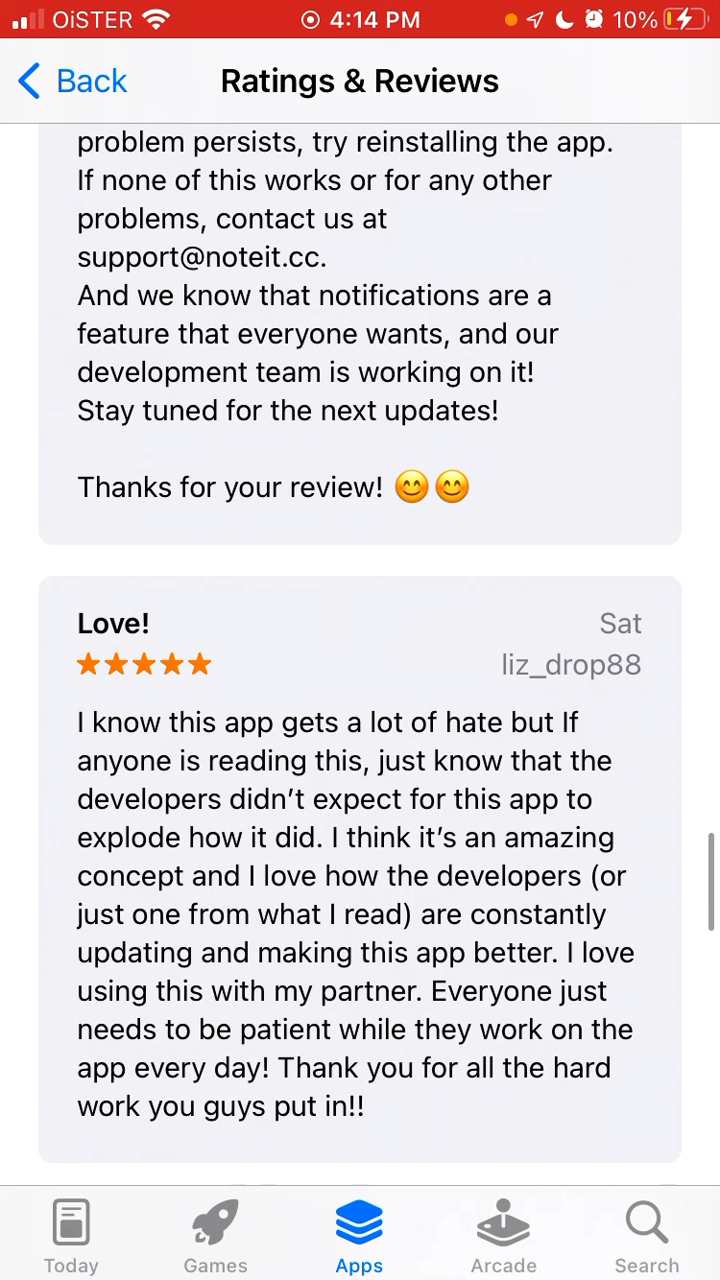 OiSTER 4:14 PM 10%
Back Ratings & Reviews
problem persists, try reinstalling the app.
If none of this works or for any other
problems, contact us at
support@noteit.cc.
And we know that notifications are a
feature that everyone wants, and our
development team is working on it!
Stay tuned for the next updates!
Thanks for your review! 😊😊
Love! Sat
★★★★★ liz_drop88
I know this app gets a lot of hate but If
anyone is reading this, just know that the
developers didn’t expect for this app to
explode how it did. I think it’s an amazing
concept and I love how the developers (or
just one from what I read) are constantly
updating and making this app better. I love
using this with my partner. Everyone just
needs to be patient while they work on the
app every day! Thank you for all the hard
work you guys put in!!
Today Games Apps Arcade Search